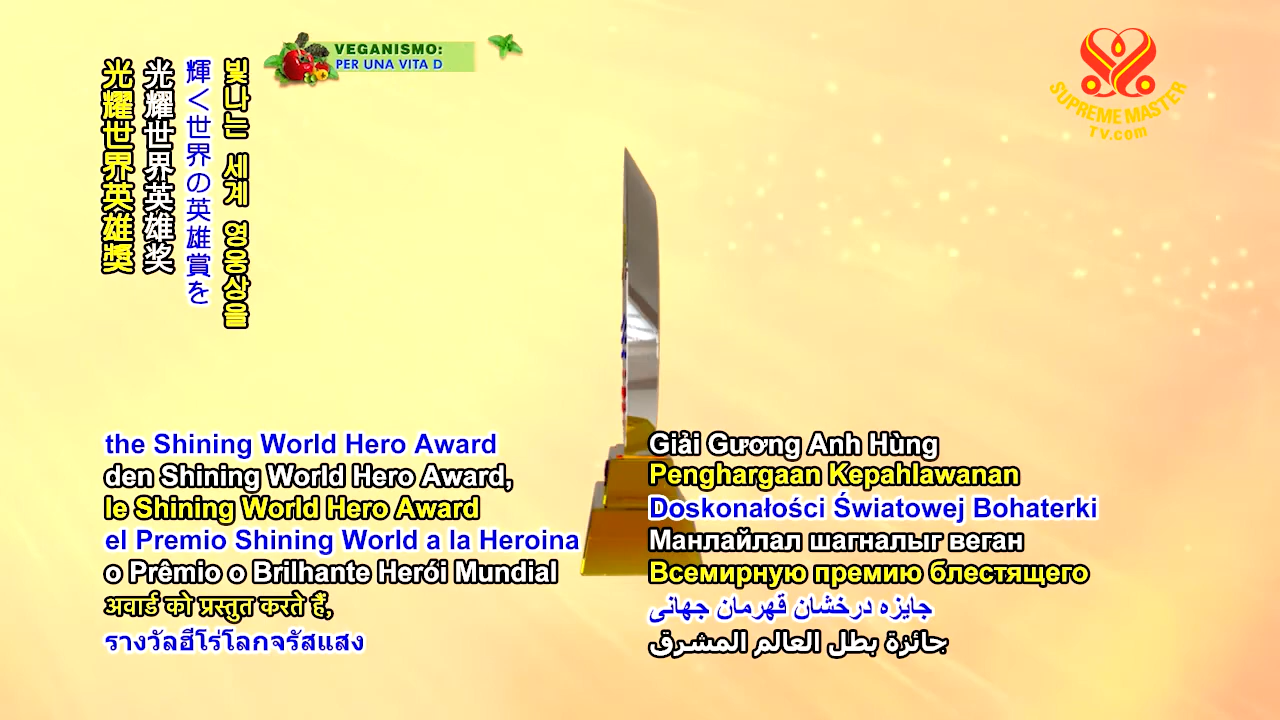 VEGANISMO:
PER UNA VITA D
SUPREME MASTER
TV.com
光耀世界英雄獎
光耀世界英雄奖
輝く世界の英雄賞を
빛나는 세계 영웅상을
the Shining World Hero Award
den Shining World Hero Award,
le Shining World Hero Award
el Premio Shining World a la Heroina
o Prêmio o Brilhante Herói Mundial
अवार्ड को प्रस्तुत करते हैं,
รางวัลฮีโร่โลกจรัสแสง
Giải Gương Anh Hùng
Penghargaan Kepahlawanan
Doskonałości Światowej Bohaterki
Манлайлал шагналыг веган
Всемирную премию блестящего
جایزه درخشان قهرمان جهانی
جائزة بطل العالم المشرق